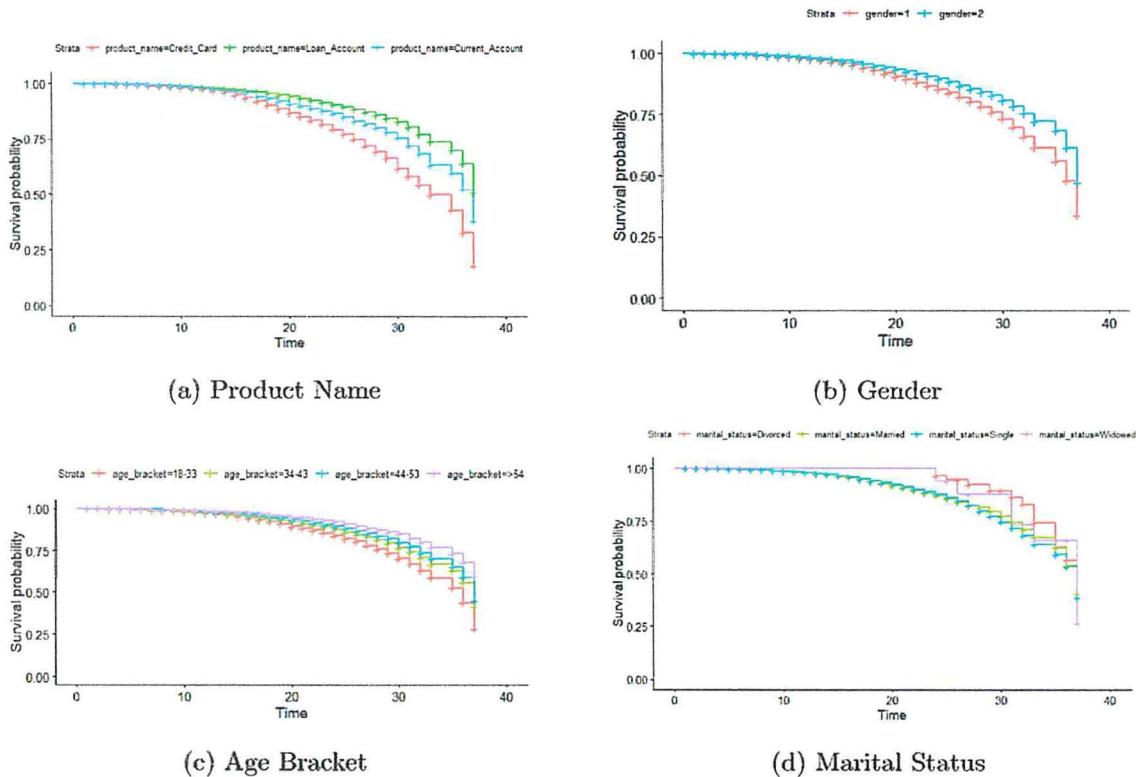 Strata product_name=Credit_Card product_name=Loan_Account product_name=Current_Account
1.00
0.75
0.50
0.25
0.00
Survival probability
0 10 20 30 40
Time
(a) Product Name
Strata gender=1 gender=2
1.00
0.75
0.50
0.25
0.00
Survival probability
0 10 20 30 40
Time
(b) Gender
Strata age_bracket=18-33 age_bracket=34-43 age_bracket=44-53 age_bracket=>54
1.00
0.75
0.50
0.25
0.00
Survival probability
0 10 20 30 40
Time
(c) Age Bracket
Strata marital_status=Divorced marital_status=Married marital_status=Single marital_status=Widowed
1.00
0.75
0.50
0.25
0.00
Survival probability
0 10 20 30 40
Time
(d) Marital Status